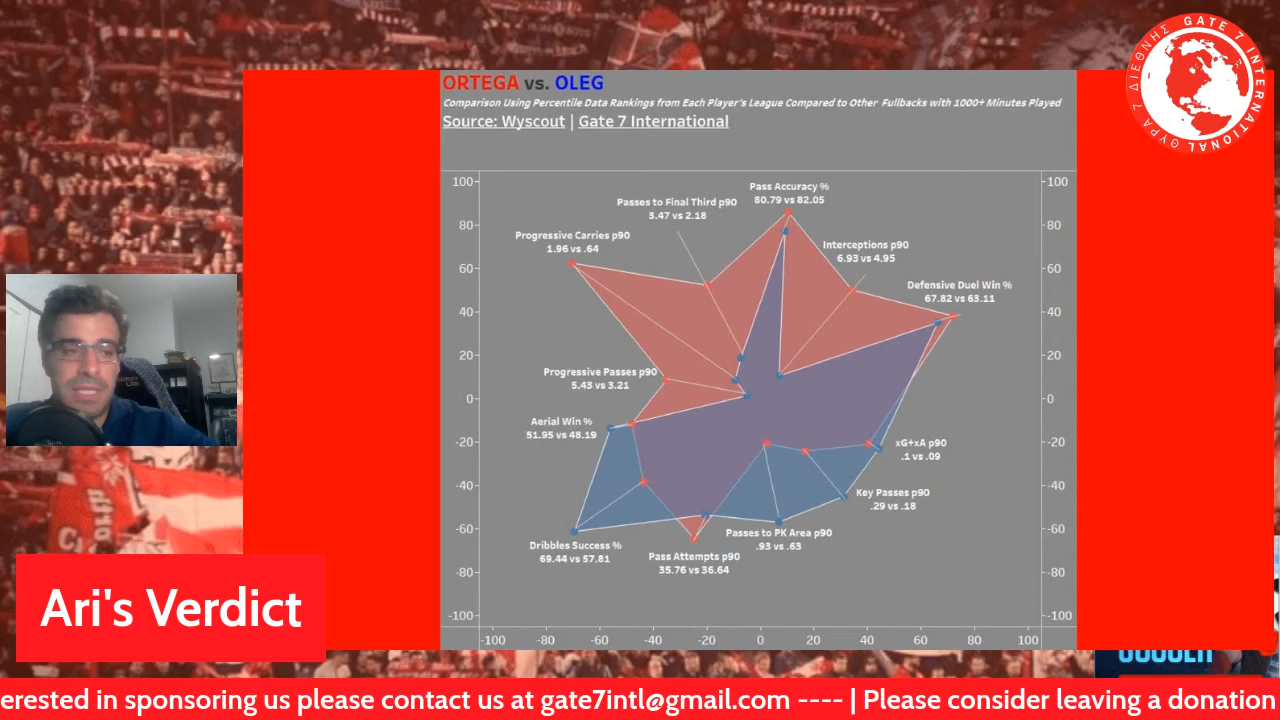 ORTEGA vs. OLEG
Comparison Using Percentile Data Rankings from Each Player's League Compared to Other Fullbacks with 1000+ Minutes Played
Source: Wyscout | Gate 7 International
GATE 7 INTERNATIONAL
ΘΥΡΑ 7 ΔΙΕΘΝΗΣ
100
80
60
40
20
0
-20
-40
-60
-80
-100
Pass Accuracy %
80.79 vs 82.05
Passes to Final Third p90
3.47 vs 2.18
Progressive Carries p90
1.96 vs .64
Interceptions p90
6.93 vs 4.95
Defensive Duel Win %
67.82 vs 63.11
Progressive Passes p90
5.43 vs 3.21
Aerial Win %
51.95 vs 48.19
xG+xA p90
.1 vs .09
Key Passes p90
.29 vs .18
Passes to PK Area p90
.93 vs .63
Dribbles Success %
69.44 vs 57.81
Pass Attempts p90
35.76 vs 36.64
100
80
60
40
20
0
-20
-40
-60
-80
-100
-100 -80 -60 -40 -20 0 20 40 60 80 100
Ari's Verdict
erested in sponsoring us please contact us at gate7intl@gmail.com ---- | Please consider leaving a donation